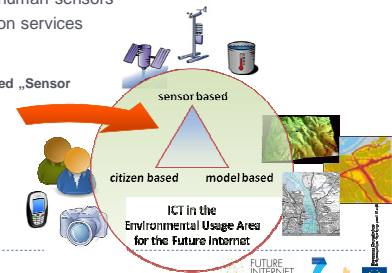 human sensors
on services
ed „Sensor
sensor based
citizen based model based
ICT in the
Environmental Usage Area
for the Future Internet
FUTURE
INTERNET